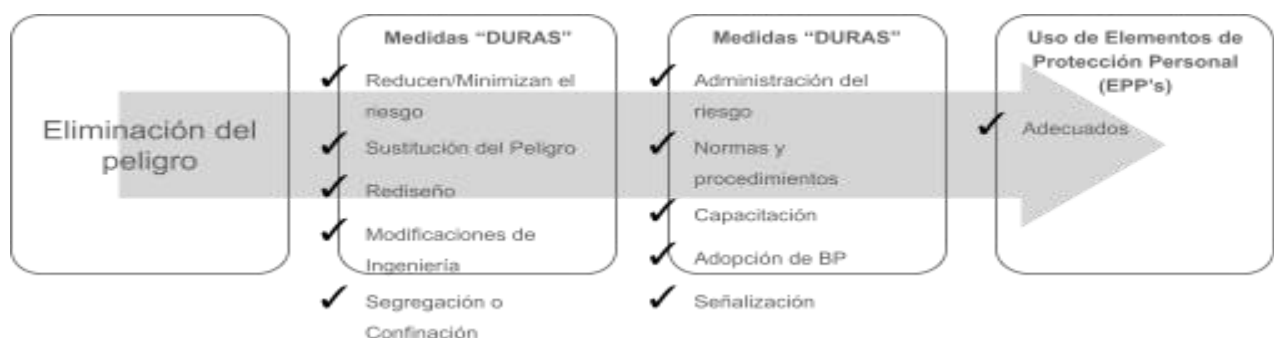 Eliminación del
peligro
Medidas “DURAS”
Reducen/Minimizan el
riesgo
Sustitución del Peligro
Rediseño
Modificaciones de
Ingeniería
Segregación o
Confinación
Medidas “DURAS”
Administración del
riesgo
Normas y
procedimientos
Capacitación
Adopción de BP
Señalización
Uso de Elementos de
Protección Personal
(EPP's)
Adecuados